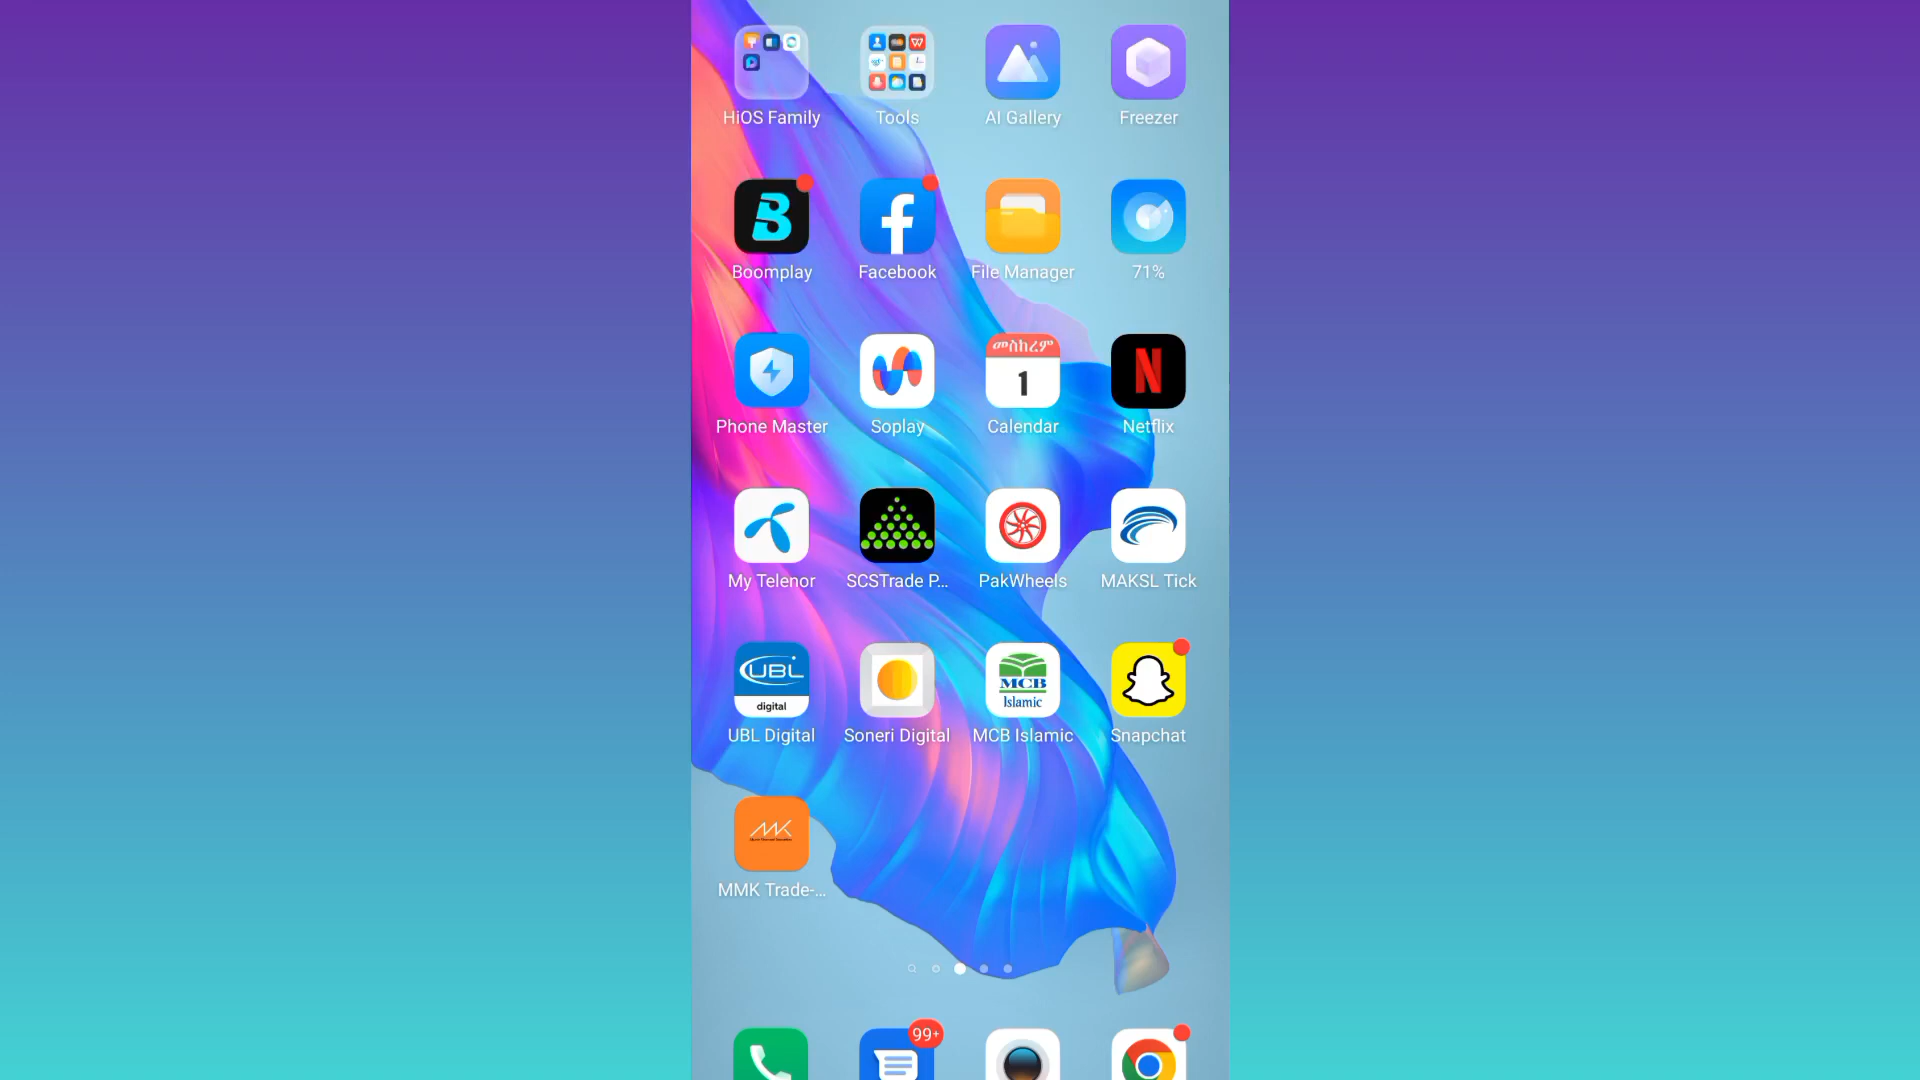 HiOS Family
Tools
AI Gallery
Freezer
Boomplay
Facebook
File Manager
71%
Phone Master
Soplay
መስከረም
1
Calendar
N
Netflix
My Telenor
SCSTrade P...
PakWheels
MAKSL Tick
UBL
digital
UBL Digital
Soneri Digital
MCB
Islamic
MCB Islamic
Snapchat
MMK Trade-...
99+